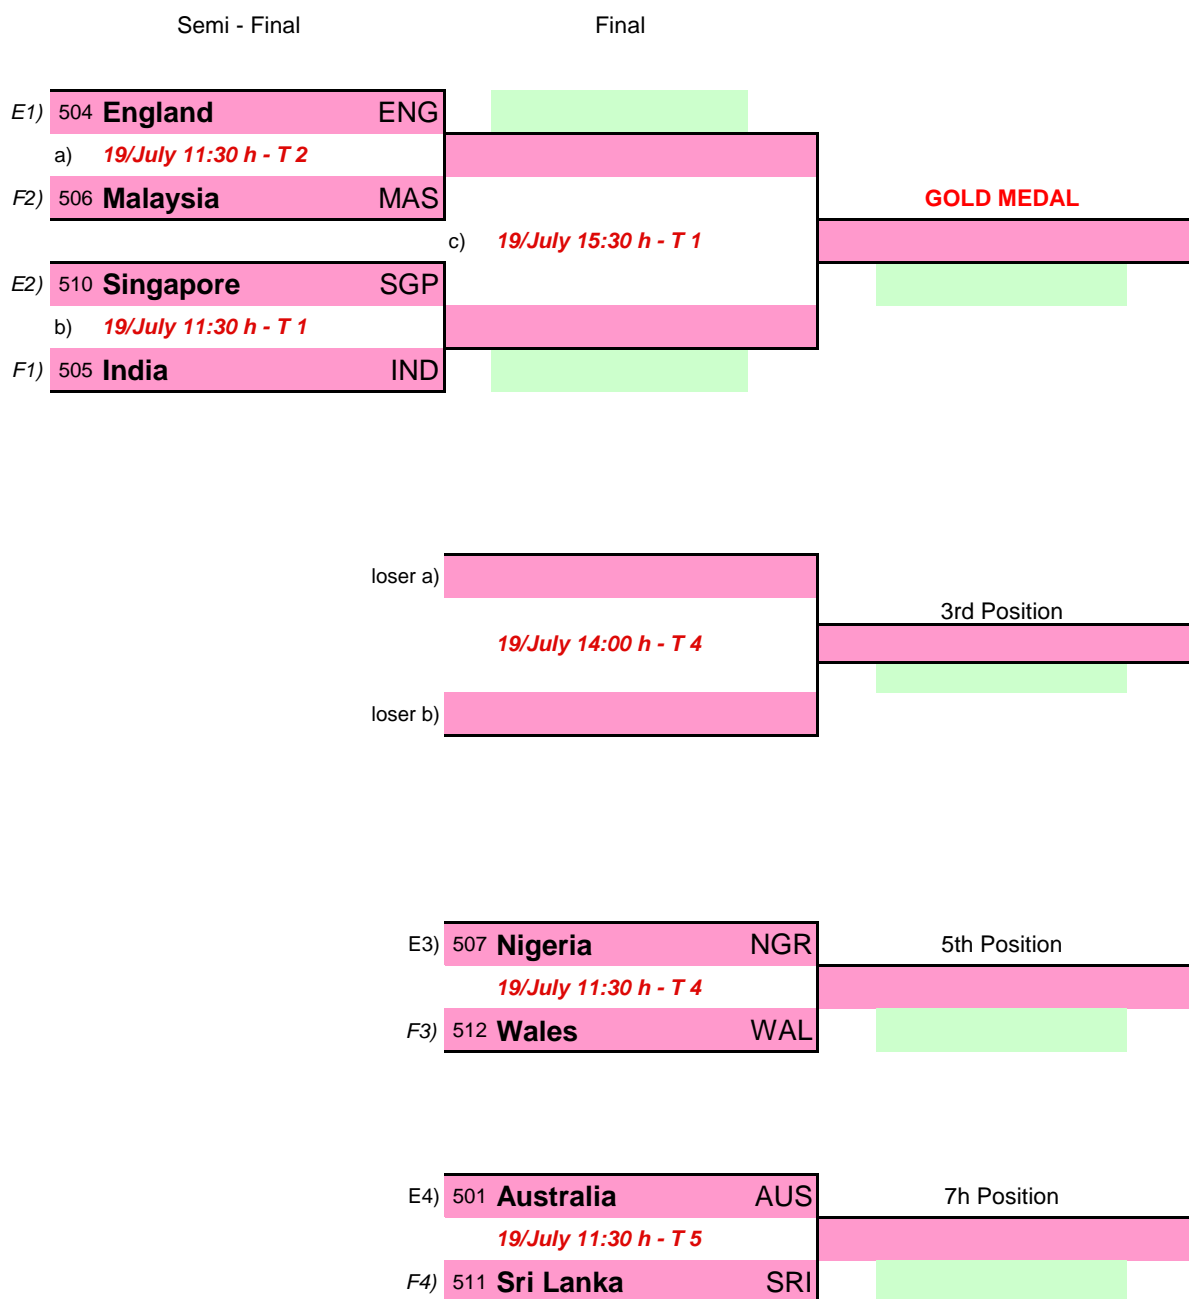 Semi - Final Final
E1) 504 England ENG
a) 19/July 11:30 h - T 2
F2) 506 Malaysia MAS
GOLD MEDAL
c) 19/July 15:30 h - T 1
E2) 510 Singapore SGP
b) 19/July 11:30 h - T 1
F1) 505 India IND
loser a)
3rd Position
19/July 14:00 h - T 4
loser b)
E3) 507 Nigeria NGR
5th Position
19/July 11:30 h - T 4
F3) 512 Wales WAL
E4) 501 Australia AUS
7h Position
19/July 11:30 h - T 5
F4) 511 Sri Lanka SRI